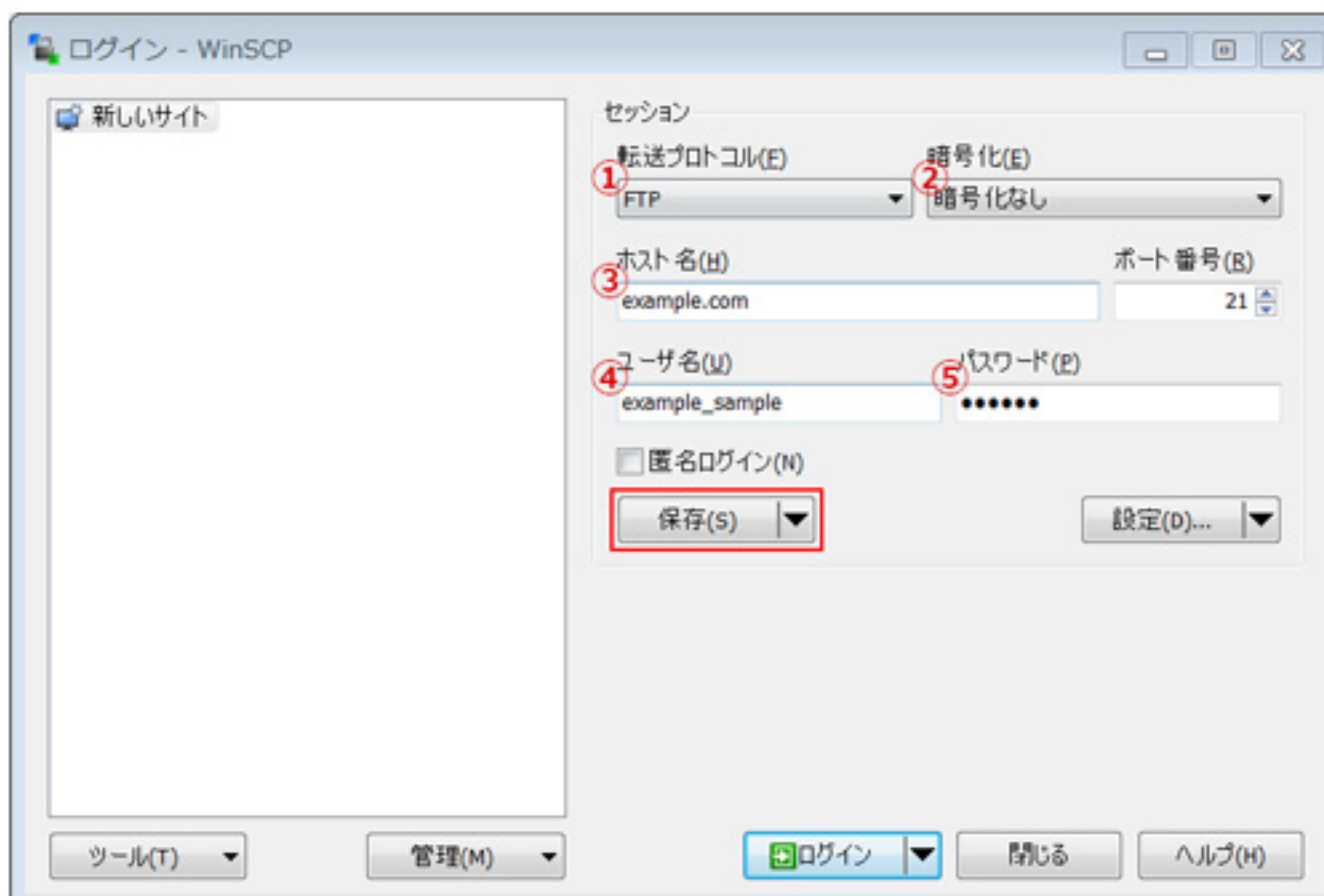 ログイン - WinSCP
新しいサイト
セッション
転送プロトコル(F) 暗号化(E)
① FTP ② 暗号化なし
ホスト名(H) ポート番号(R)
③ example.com 21
ユーザ名(U) パスワード(P)
④ example_sample ⑤ ●●●●●●
匿名ログイン(N)
保存(S) 設定(D)...
ツール(T) 管理(M) ログイン 閉じる ヘルプ(H)